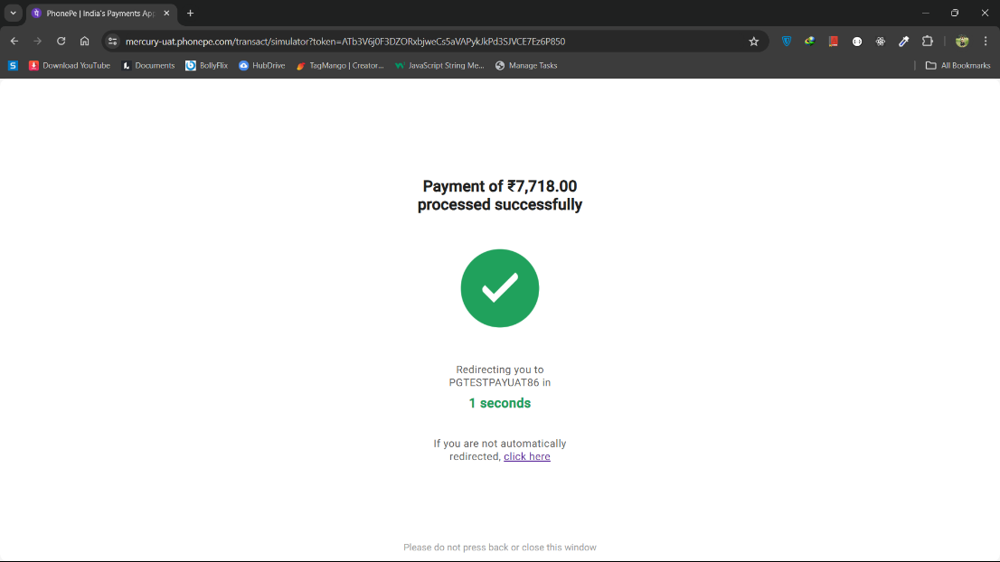 PhonePe | India's Payments App
mercury-uat.phonepe.com/transact/simulator?token=ATb3V6j0F3DZORxbjweCs5aVAPykJkPd3SJVCE7Ez6P850
S
Download YouTube
Documents
BollyFlix
HubDrive
TagMango | Creator...
JavaScript String Me...
Manage Tasks
All Bookmarks
Payment of ₹7,718.00
processed successfully
Redirecting you to
PGTESTPAYUAT86 in
1 seconds
If you are not automatically
redirected, click here
Please do not press back or close this window